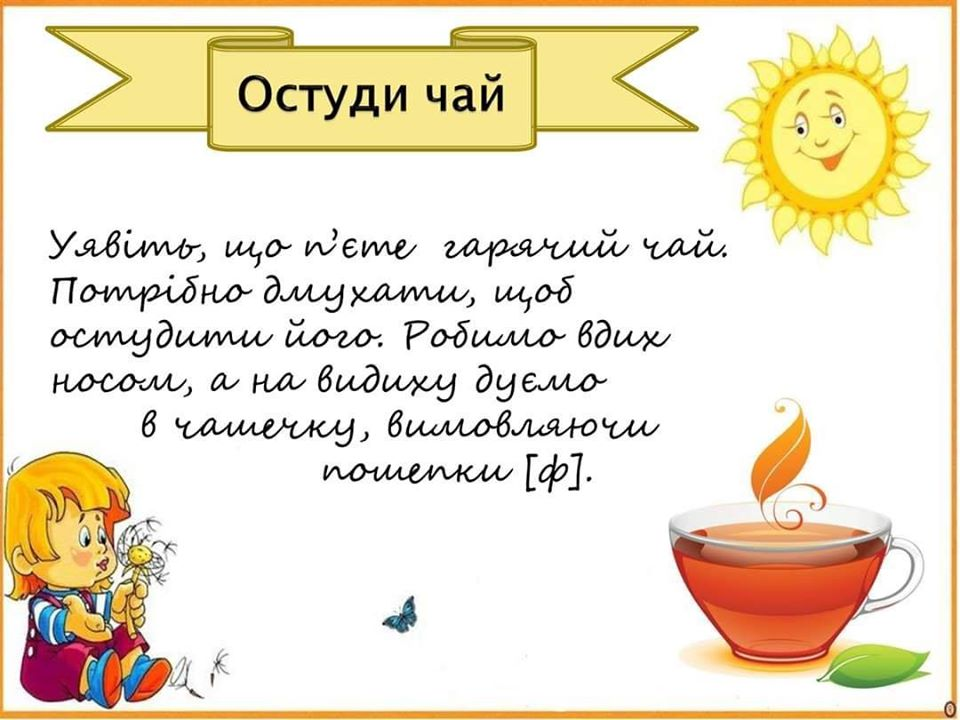 Остуди чай
Уявіть, що п'єте гарячий чай.
Потрібно дмухати, щоб
остудити його. Робимо вдих
носом, а на видиху дуємо
в чашечку, вимовляючи
пошепки [ф].